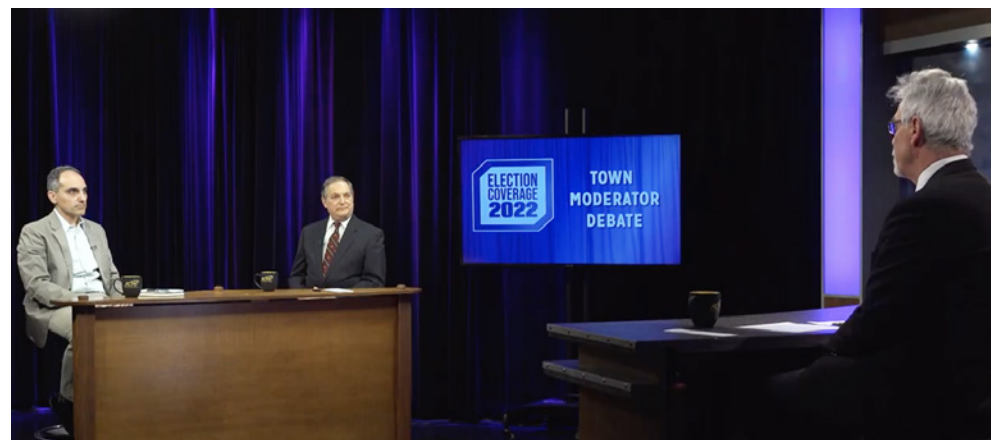 ELECTION
COVERAGE
2022
TOWN
MODERATOR
DEBATE